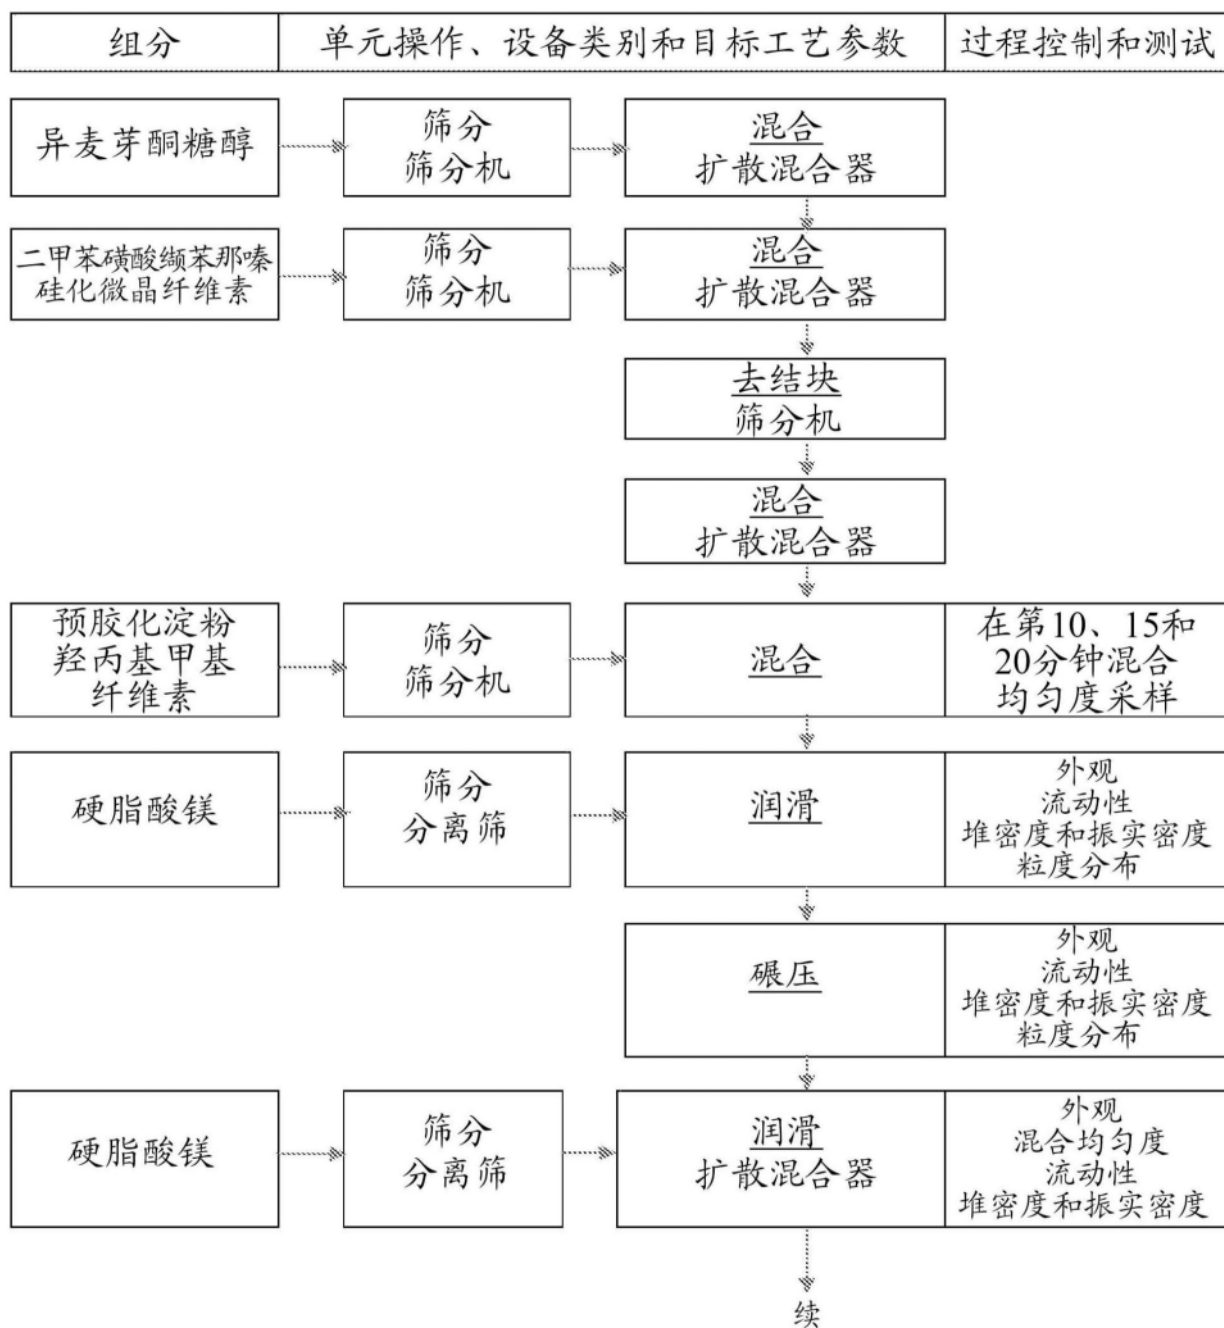 组分 单元操作、设备类别和目标工艺参数 过程控制和测试
异麦芽酮糖醇
筛分
筛分机
混合
扩散混合器
二甲苯磺酸缬苯那嗪
硅化微晶纤维素
筛分
筛分机
混合
扩散混合器
去结块
筛分机
混合
扩散混合器
预胶化淀粉
羟丙基甲基
纤维素
筛分
筛分机
混合
在第10、15和
20分钟混合
均匀度采样
硬脂酸镁
筛分
分离筛
润滑
外观
流动性
堆密度和振实密度
粒度分布
碾压
外观
流动性
堆密度和振实密度
粒度分布
硬脂酸镁
筛分
分离筛
润滑
扩散混合器
外观
混合均匀度
流动性
堆密度和振实密度
续